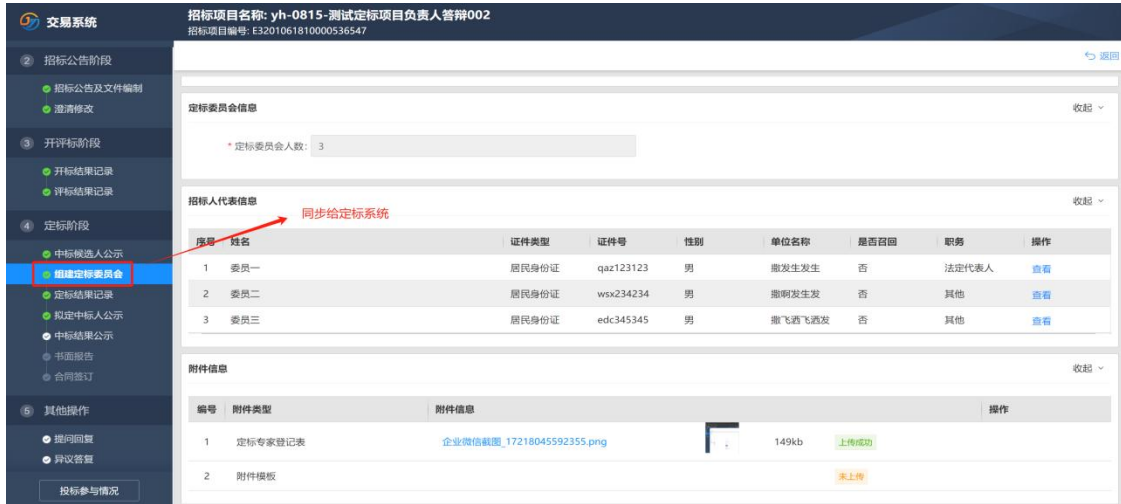 交易系统
招标项目名称: yh-0815-测试定标项目负责人答辩002
招标项目编号: E3201061810000536547
返回
2 招标公告阶段
招标公告及文件编制
澄清修改
3 开评标阶段
开标结果记录
评标结果记录
4 定标阶段
中标候选人公示
组建定标委员会
定标结果记录
拟定中标人公示
中标结果公示
书面报告
合同签订
5 其他操作
提问回复
异议答复
投标参与情况
定标委员会信息 收起
* 定标委员会人数: 3
招标人代表信息 收起
同步给定标系统
序号 姓名 证件类型 证件号 性别 单位名称 是否召回 职务 操作
1 委员一 居民身份证 qaz123123 男 撒发生发生 否 法定代表人 查看
2 委员二 居民身份证 wsx234234 男 撒啊发生发 否 其他 查看
3 委员三 居民身份证 edc345345 男 撒飞洒飞洒发 否 其他 查看
附件信息 收起
编号 附件类型 附件信息 操作
1 定标专家登记表 企业微信截图_17218045592355.png 149kb 上传成功
2 附件模板 未上传